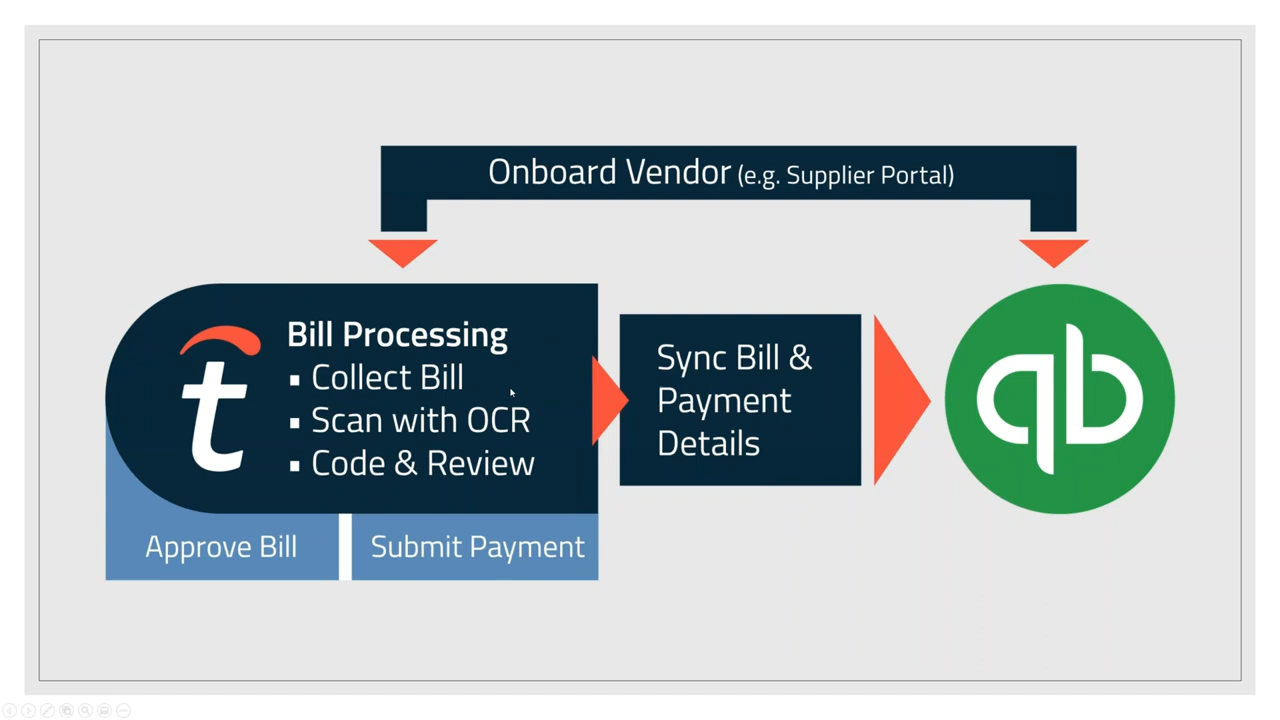 Onboard Vendor (e.g. Supplier Portal)
t
Bill Processing
▪ Collect Bill
▪ Scan with OCR
▪ Code & Review
Sync Bill &
Payment
Details
qb
Approve Bill
Submit Payment